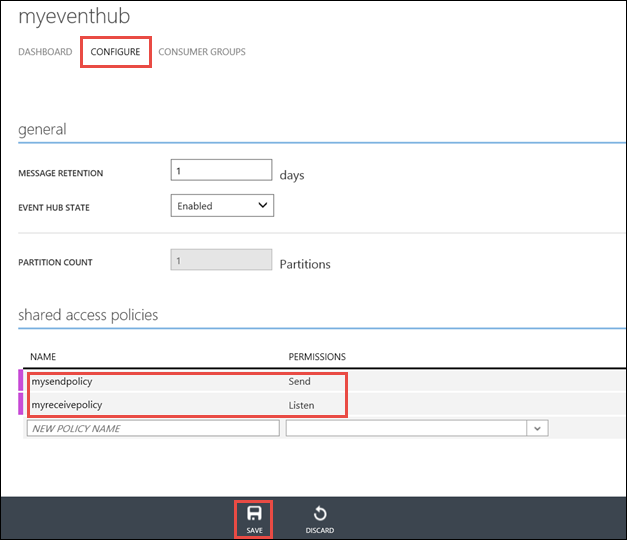 myeventhub
DASHBOARD CONFIGURE CONSUMER GROUPS
general
MESSAGE RETENTION 1 days
EVENT HUB STATE Enabled
PARTITION COUNT 1 Partitions
shared access policies
NAME PERMISSIONS
mysendpolicy Send
myreceivepolicy Listen
NEW POLICY NAME
SAVE DISCARD